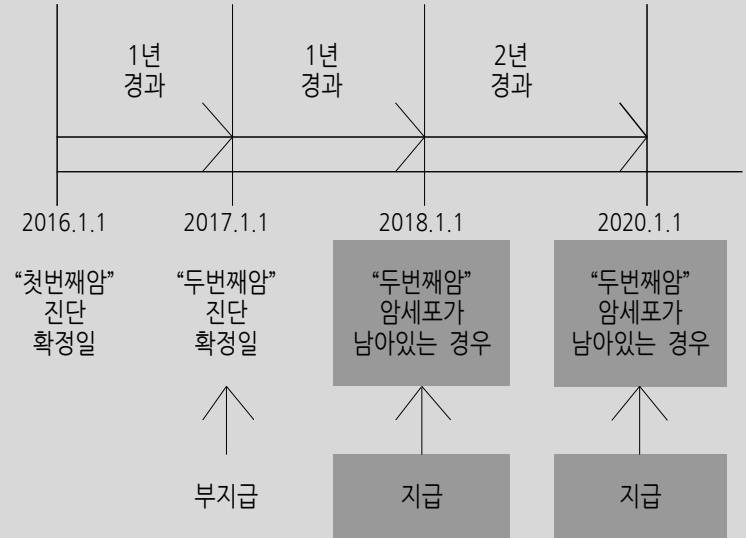 1년
경과
1년
경과
2년
경과
2016.1.1
2017.1.1
2018.1.1
2020.1.1
“첫번째암”
진단
확정일
“두번째암”
진단
확정일
“두번째암”
암세포가
남아있는 경우
“두번째암”
암세포가
남아있는 경우
부지급
지급
지급